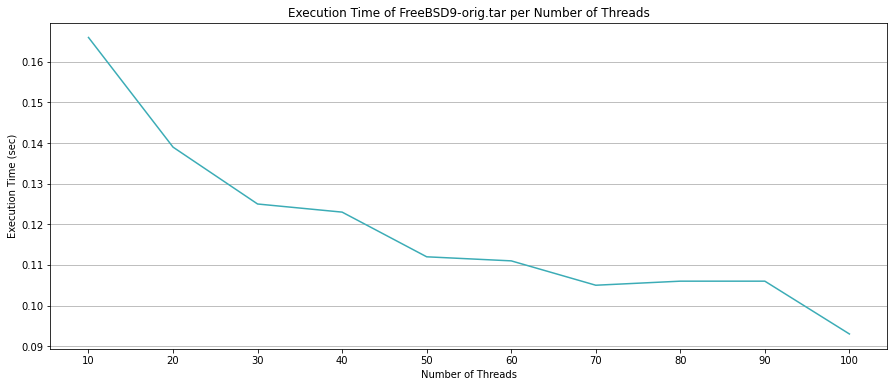 Execution Time of FreeBSD9-orig.tar per Number of Threads
Execution Time (sec)
0.16
0.15
0.14
0.13
0.12
0.11
0.10
0.09
10 20 30 40 50 60 70 80 90 100
Number of Threads